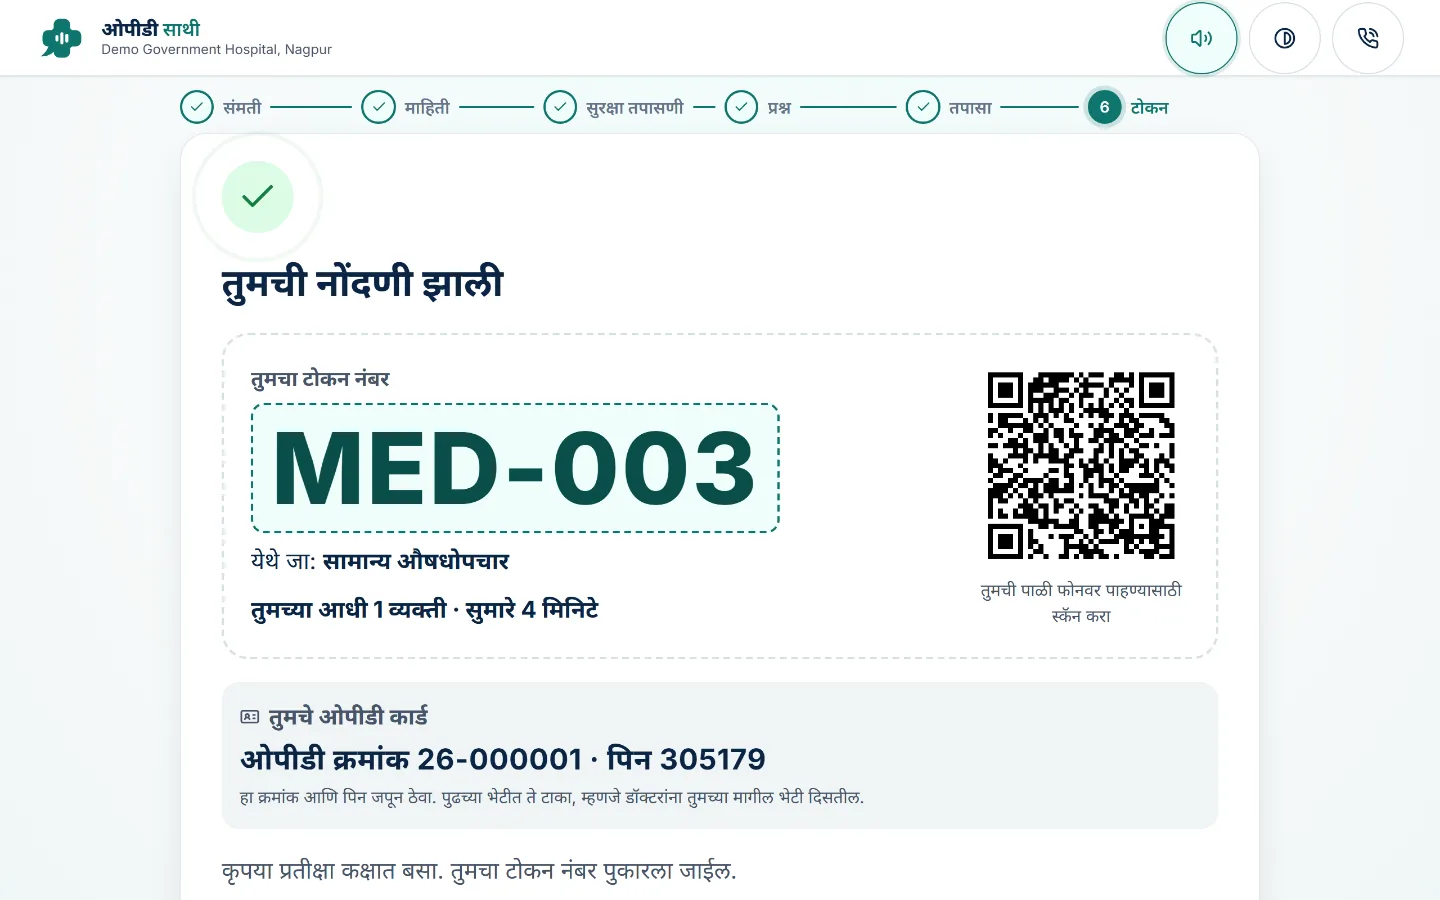 ओपीडी साथी
Demo Government Hospital, Nagpur
संमती
माहिती
सुरक्षा तपासणी
प्रश्न
तपासा
6 टोकन
तुमची नोंदणी झाली
तुमचा टोकन नंबर
MED-003
येथे जा: सामान्य औषधोपचार
तुमच्या आधी 1 व्यक्ती · सुमारे 4 मिनिटे
तुमची पाळी फोनवर पाहण्यासाठी
स्कॅन करा
तुमचे ओपीडी कार्ड
ओपीडी क्रमांक 26-000001 · पिन 305179
हा क्रमांक आणि पिन जपून ठेवा. पुढच्या भेटीत ते टाका, म्हणजे डॉक्टरांना तुमच्या मागील भेटी दिसतील.
कृपया प्रतीक्षा कक्षात बसा. तुमचा टोकन नंबर पुकारला जाईल.